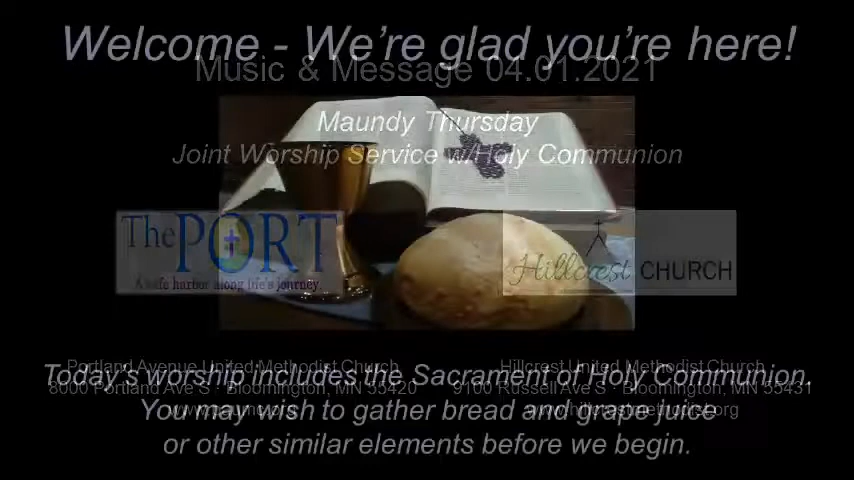 Welcome - We're glad you're here!
Music & Message 04.01.2021
Maundy Thursday
Joint Worship Service w/Holy Communion
The PORT
A safe harbor along life's journey.
Hillcrest CHURCH
Portland Avenue United Methodist Church
8000 Portland Ave S · Bloomington, MN 55420
Hillcrest United Methodist Church
9100 Russell Ave S · Bloomington, MN 55431
www.hillcrestmethodist.org
Today's worship includes the Sacrament of Holy Communion.
You may wish to gather bread and grape juice
or other similar elements before we begin.